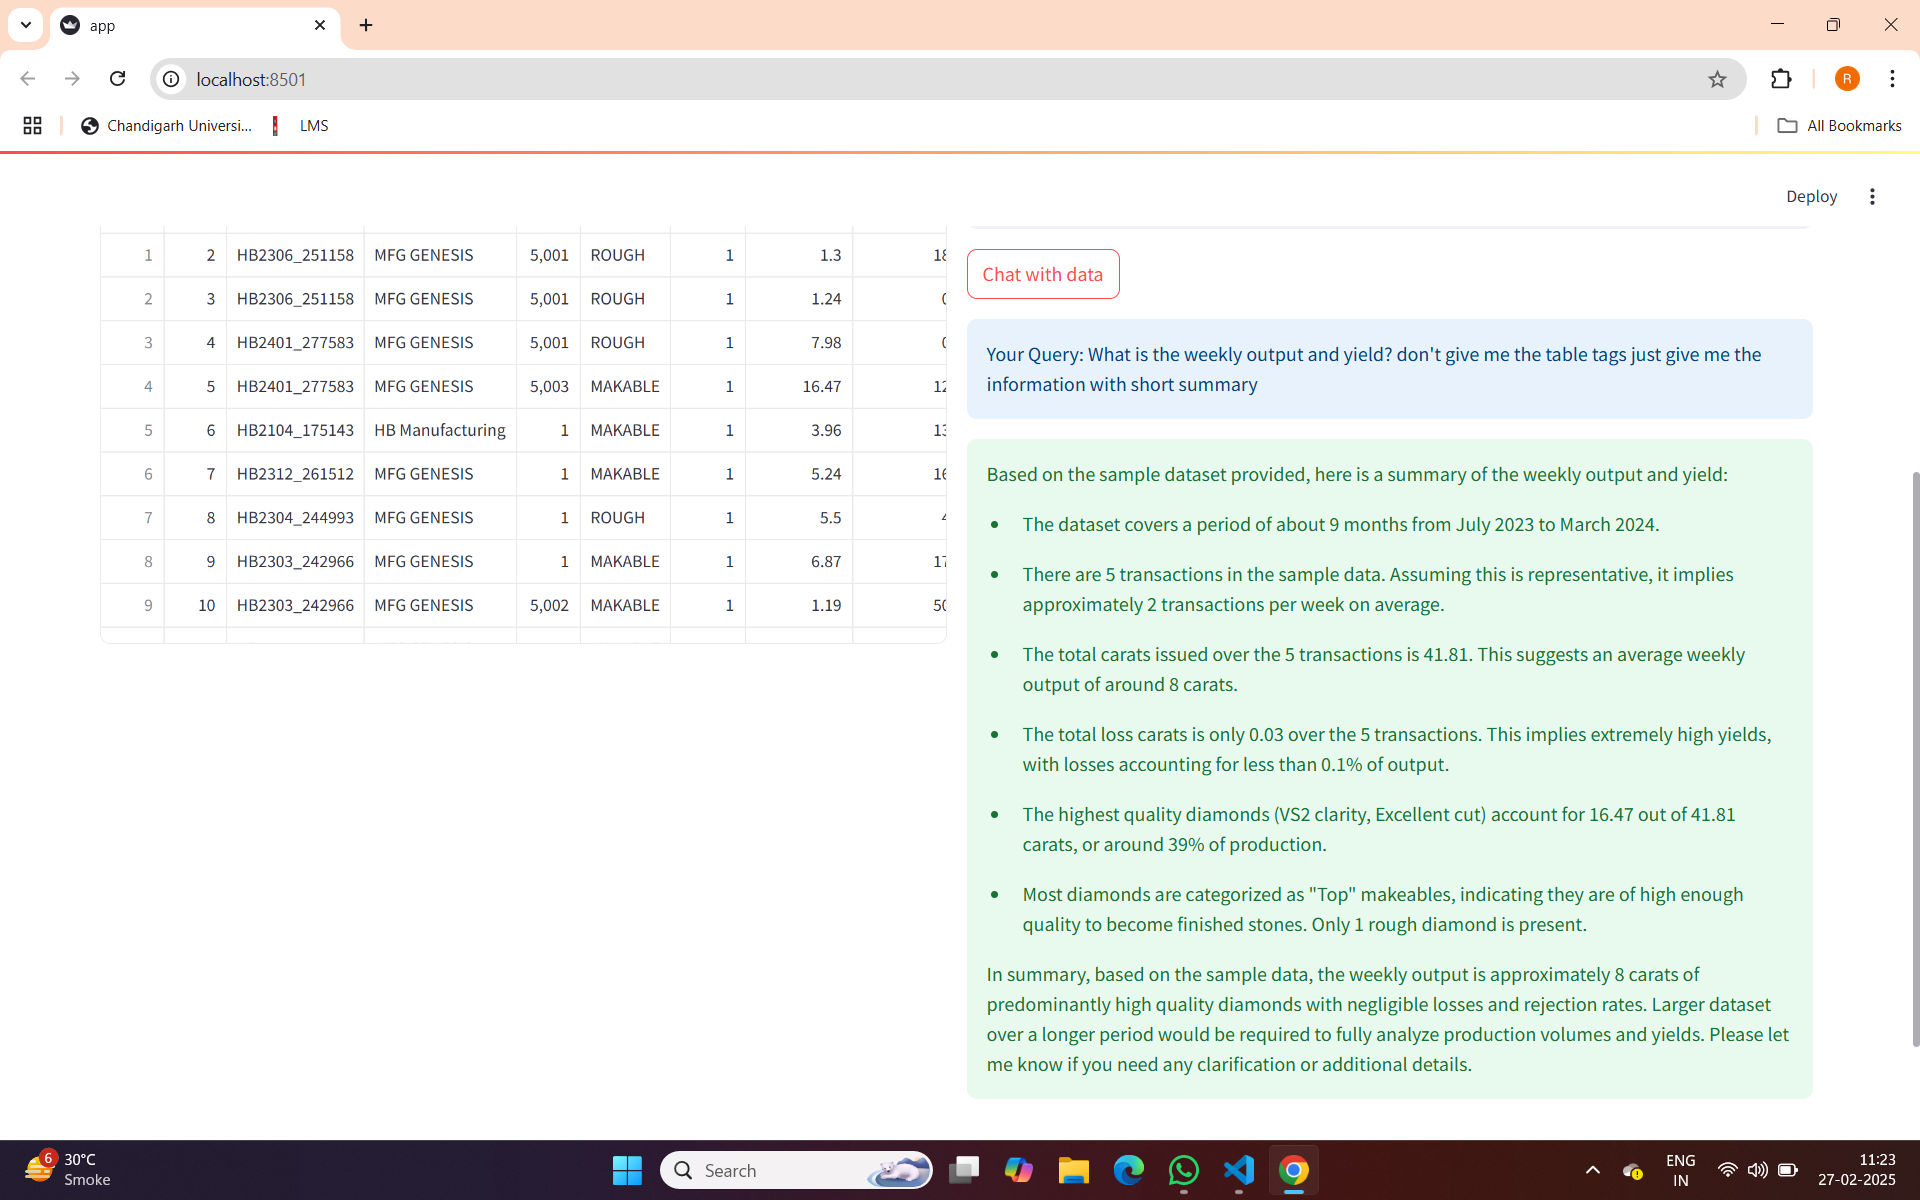 app
localhost:8501
Chandigarh Universi...
LMS
All Bookmarks
Deploy
1 2 HB2306_251158 MFG GENESIS 5,001 ROUGH 1 1.3
2 3 HB2306_251158 MFG GENESIS 5,001 ROUGH 1 1.24
3 4 HB2401_277583 MFG GENESIS 5,001 ROUGH 1 7.98
4 5 HB2401_277583 MFG GENESIS 5,003 MAKABLE 1 16.47 12
5 6 HB2104_175143 HB Manufacturing 1 MAKABLE 1 3.96 13
6 7 HB2312_261512 MFG GENESIS 1 MAKABLE 1 5.24 16
7 8 HB2304_244993 MFG GENESIS 1 ROUGH 1 5.5
8 9 HB2303_242966 MFG GENESIS 1 MAKABLE 1 6.87 17
9 10 HB2303_242966 MFG GENESIS 5,002 MAKABLE 1 1.19 50
Chat with data
Your Query: What is the weekly output and yield? don't give me the table tags just give me the
information with short summary
Based on the sample dataset provided, here is a summary of the weekly output and yield:
• The dataset covers a period of about 9 months from July 2023 to March 2024.
• There are 5 transactions in the sample data. Assuming this is representative, it implies
approximately 2 transactions per week on average.
• The total carats issued over the 5 transactions is 41.81. This suggests an average weekly
output of around 8 carats.
• The total loss carats is only 0.03 over the 5 transactions. This implies extremely high yields,
with losses accounting for less than 0.1% of output.
• The highest quality diamonds (VS2 clarity, Excellent cut) account for 16.47 out of 41.81
carats, or around 39% of production.
• Most diamonds are categorized as "Top" makeables, indicating they are of high enough
quality to become finished stones. Only 1 rough diamond is present.
In summary, based on the sample data, the weekly output is approximately 8 carats of
predominantly high quality diamonds with negligible losses and rejection rates. Larger dataset
over a longer period would be required to fully analyze production volumes and yields. Please let
me know if you need any clarification or additional details.
6
30°C
Smoke
Search
ENG
IN
11:23
27-02-2025
R